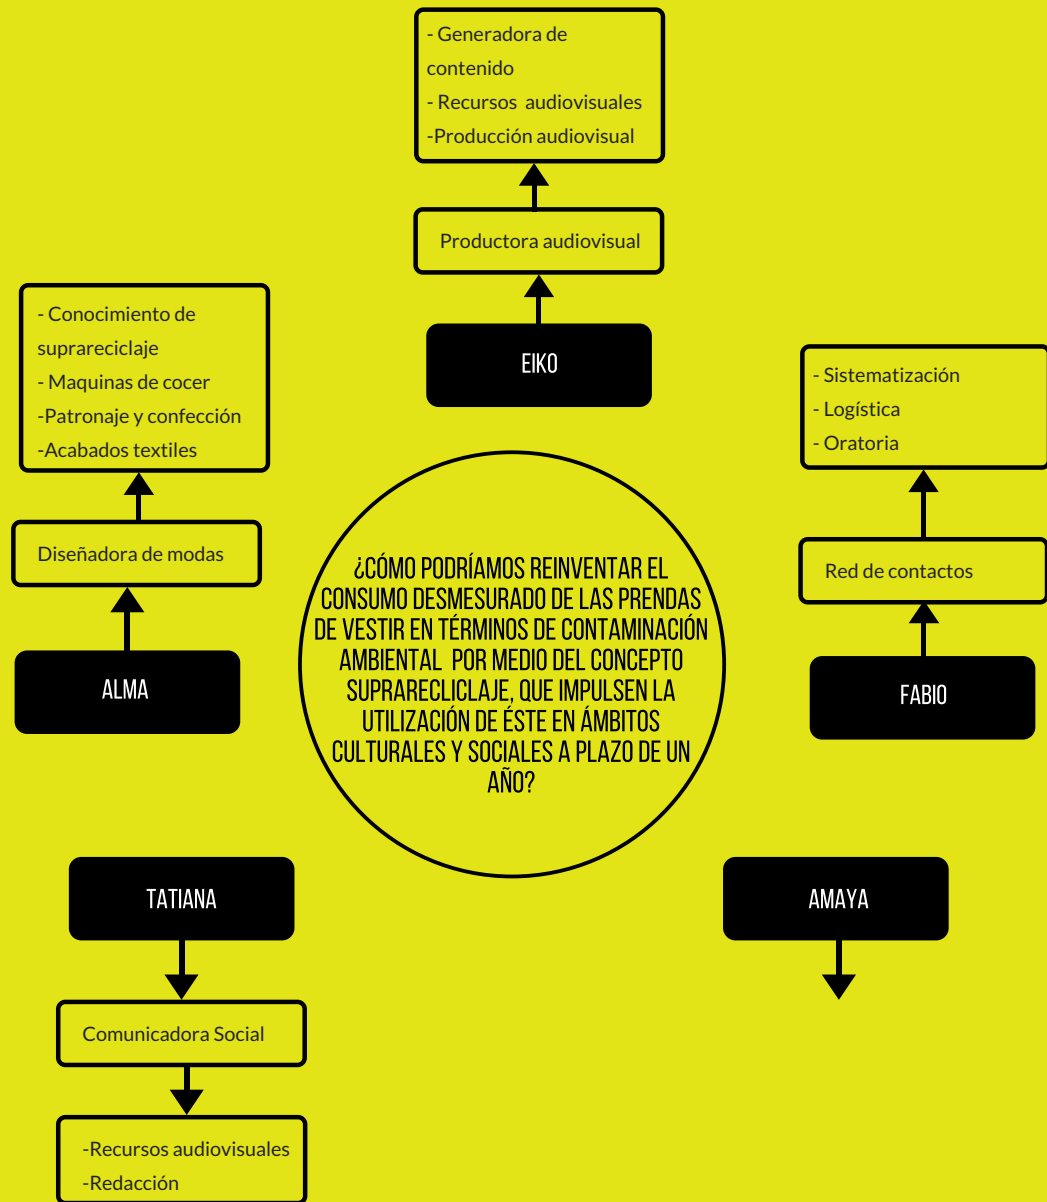 - Generadora de
contenido
- Recursos audiovisuales
-Producción audiovisual
Productora audiovisual
EIKO
- Conocimiento de
suprareciclaje
- Maquinas de cocer
-Patronaje y confección
-Acabados textiles
Diseñadora de modas
ALMA
- Sistematización
- Logística
- Oratoria
Red de contactos
FABIO
¿CÓMO PODRÍAMOS REINVENTAR EL
CONSUMO DESMESURADO DE LAS PRENDAS
DE VESTIR EN TÉRMINOS DE CONTAMINACIÓN
AMBIENTAL POR MEDIO DEL CONCEPTO
SUPRARECLICLAJE, QUE IMPULSEN LA
UTILIZACIÓN DE ÉSTE EN ÁMBITOS
CULTURALES Y SOCIALES A PLAZO DE UN
AÑO?
TATIANA
Comunicadora Social
-Recursos audiovisuales
-Redacción
AMAYA